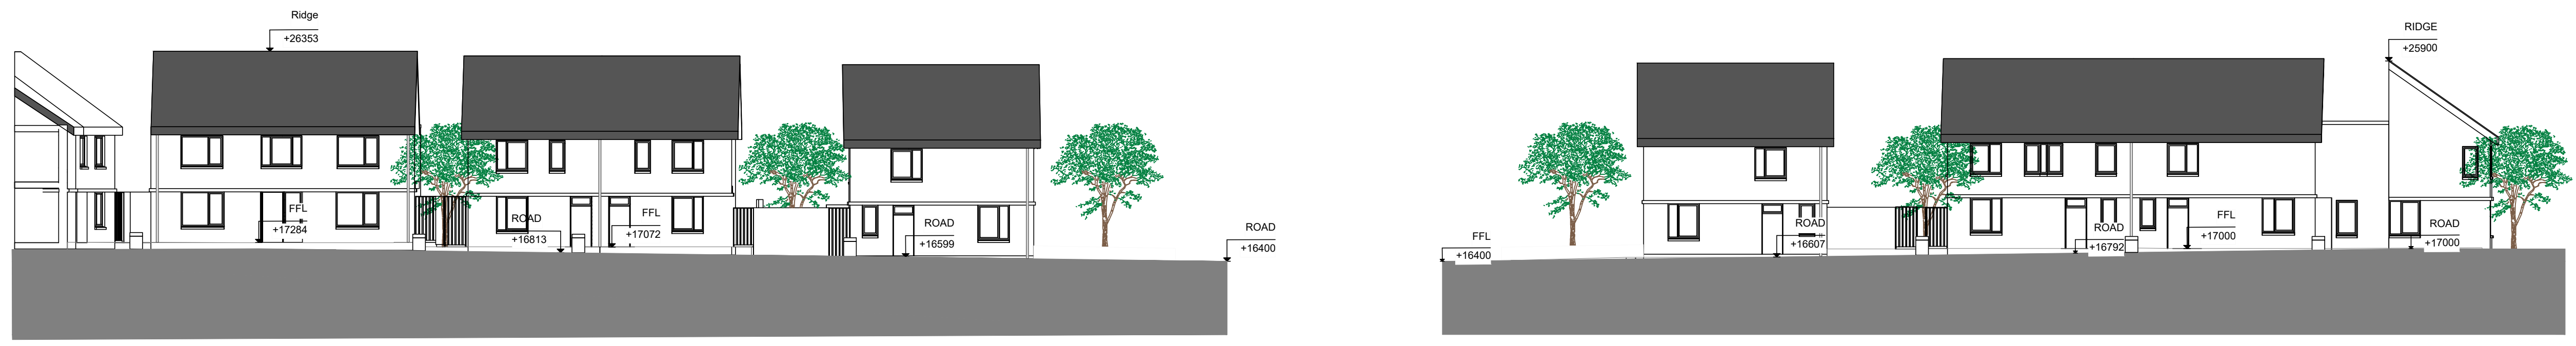 Ridge
+26353
FFL
+17284
ROAD
+16813
FFL
+17072
ROAD
+16599
ROAD
+16400
FFL
+16400
ROAD
+16607
ROAD
+16792
FFL
+17000
RIDGE
+25900
ROAD
+17000